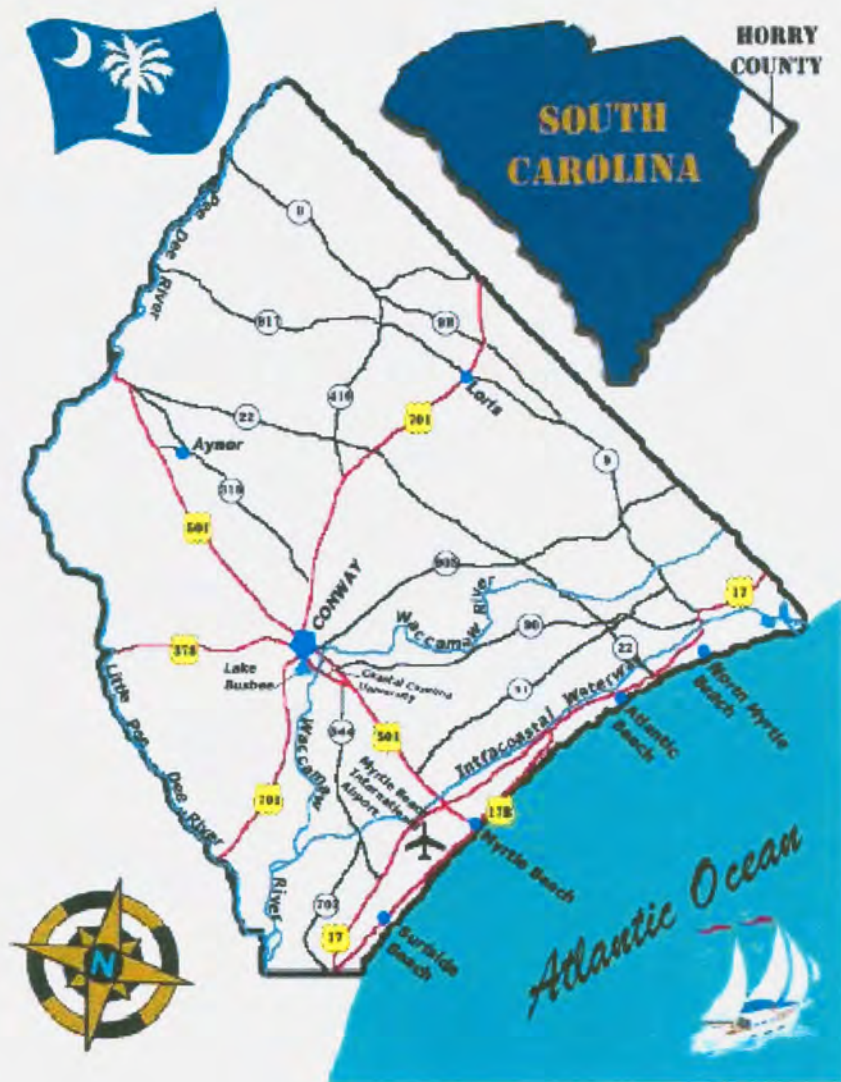 HORRY
COUNTY
SOUTH
CAROLINA
Pee Dee
River
9
917
9B
410
Loris
701
22
Aynor
319
9
501
905
CONWAY
Waccamaw River
17
90
378
Lake
Busbee
Coastal Carolina
University
22
North Myrtle
Beach
31
Intracoastal Waterway
Atlantic
Beach
544
501
Waccamaw
River
Myrtle Beach
International
Airport
Little Pee Dee River
701
17B
Myrtle Beach
707
17
Surfside
Beach
Atlantic Ocean
N